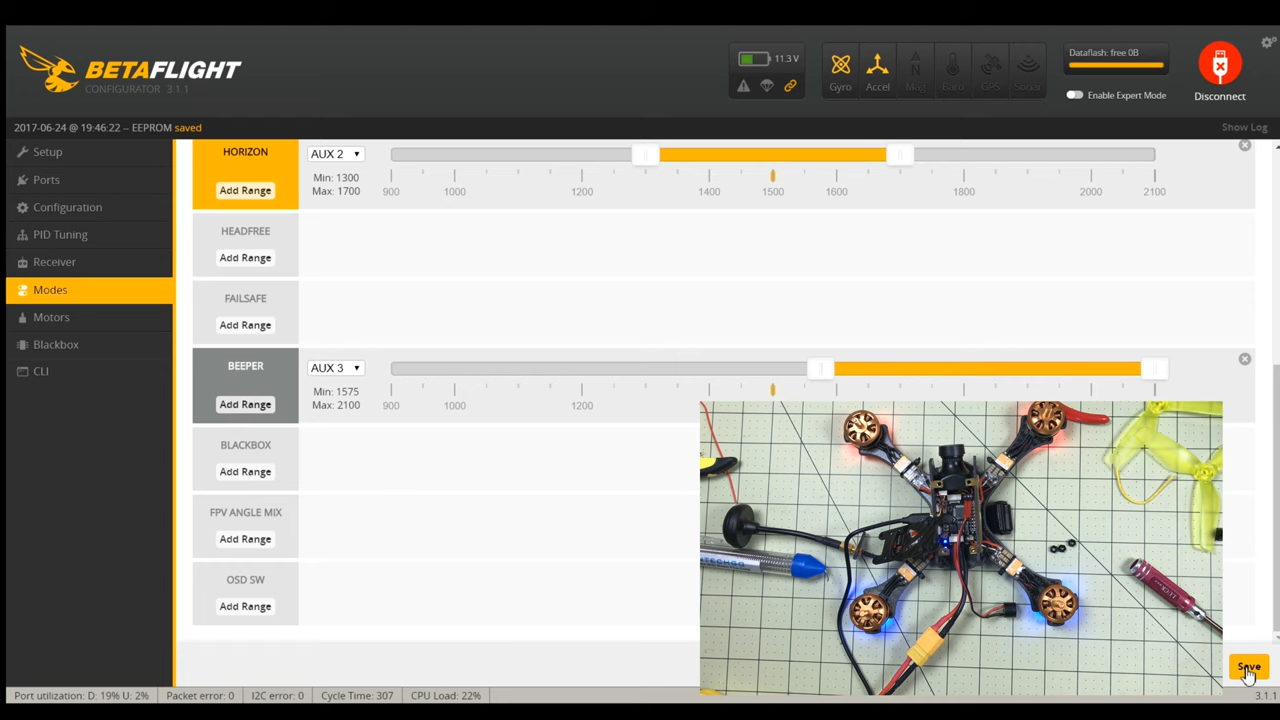 BETAFLIGHT
CONFIGURATOR 3.1.1
11.3 V
Gyro Accel Mag Baro GPS Sonar
Dataflash: free 0B
Enable Expert Mode
Disconnect
2017-06-24 @ 19:46:22 -- EEPROM saved
Show Log
Setup
Ports
Configuration
PID Tuning
Receiver
Modes
Motors
Blackbox
CLI
HORIZON
Add Range
AUX 2
Min: 1300
Max: 1700
900 1000 1200 1400 1500 1600 1800 2000 2100
HEADFREE
Add Range
FAILSAFE
Add Range
BEEPER
Add Range
AUX 3
Min: 1575
Max: 2100
900 1000 1200
BLACKBOX
Add Range
FPV ANGLE MIX
Add Range
OSD SW
Add Range
Save
Port utilization: D: 19% U: 2% Packet error: 0 I2C error: 0 Cycle Time: 307 CPU Load: 22%
3.1.1